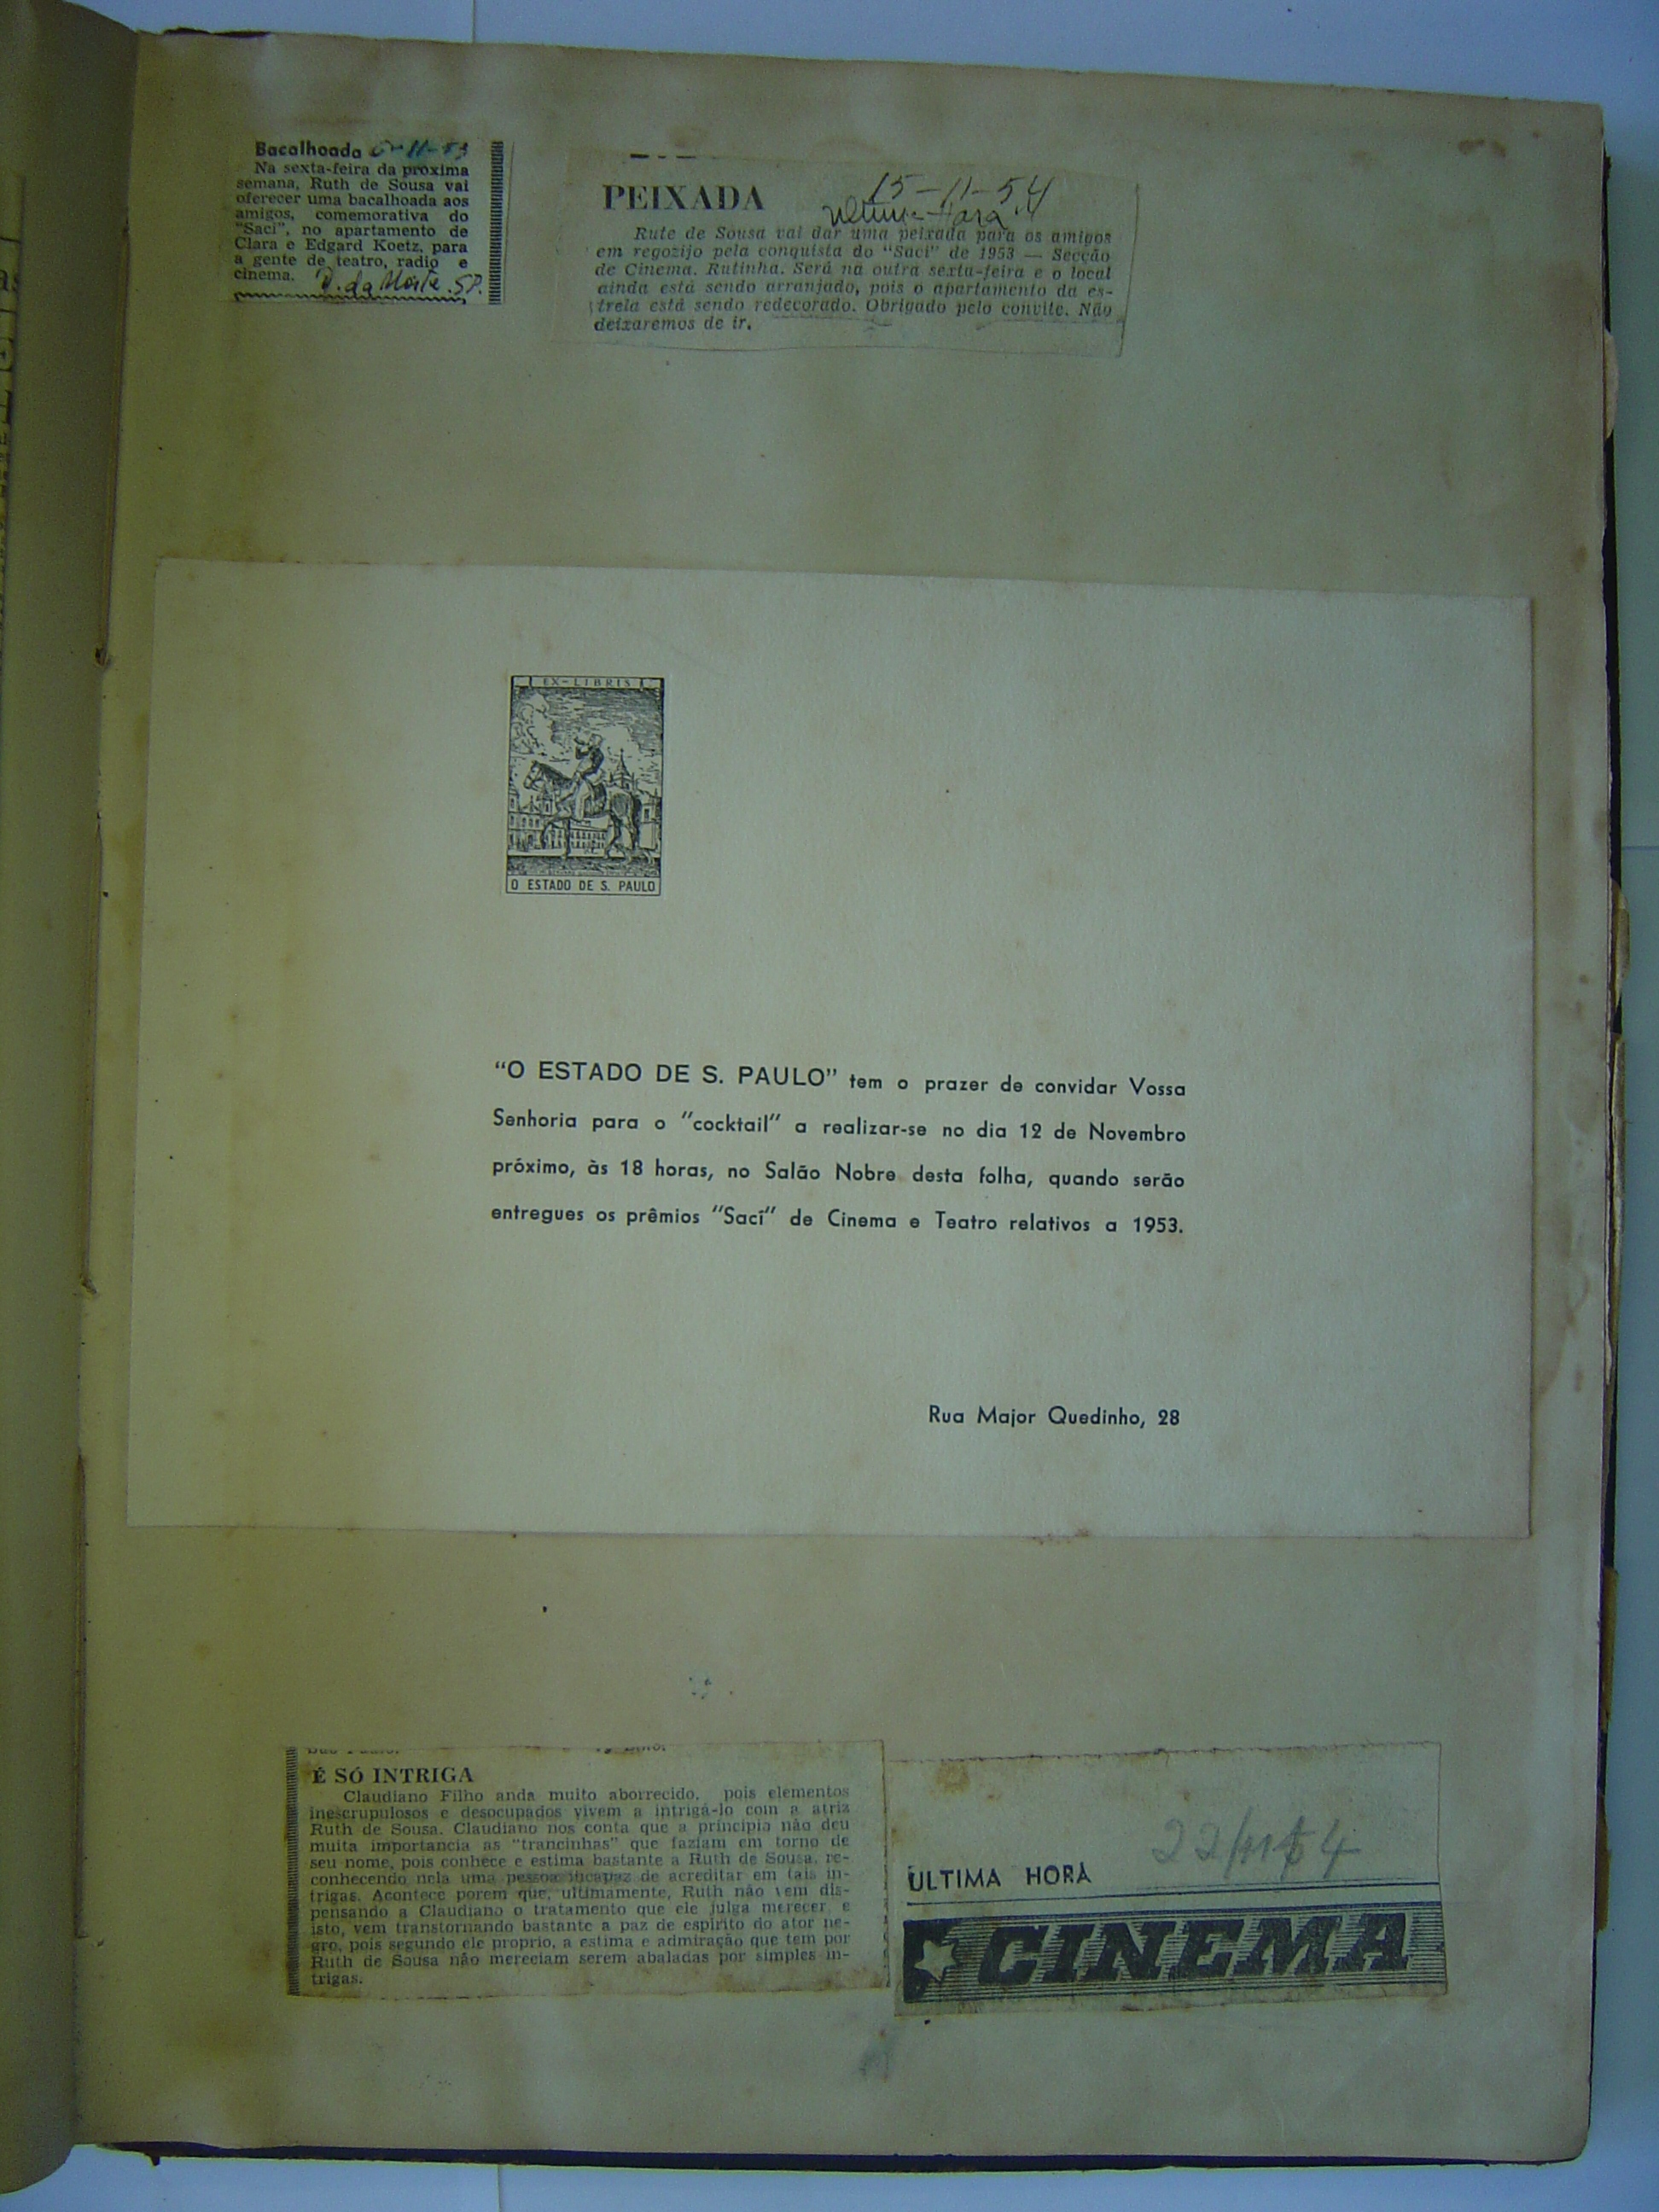 Bacalhoada
Na sexta-feira da próxima
semana, Ruth de Sousa vai
oferecer uma bacalhoada aos
amigos, comemorativa do
"Saci", no apartamento de
Clara e Edgard Koetz, para
a gente de teatro, radio e
cinema. D. da Noite. SP.
PEIXADA 15-11-54
Ultima-Hora
Rute de Sousa vai dar uma peixada para os amigos
em regozijo pela conquista do "Saci" de 1953 — Secção
de Cinema. Rutinha. Será na outra sexta-feira e o local
ainda está sendo arranjado, pois o apartamento da es-
trela está sendo redecorado. Obrigado pelo convite. Não
deixaremos de ir.
EX-LIBRIS
O ESTADO DE S. PAULO
"O ESTADO DE S. PAULO" tem o prazer de convidar Vossa
Senhoria para o "cocktail" a realizar-se no dia 12 de Novembro
próximo, às 18 horas, no Salão Nobre desta folha, quando serão
entregues os prêmios "Sací" de Cinema e Teatro relativos a 1953.
Rua Major Quedinho, 28
É SÓ INTRIGA
Claudiano Filho anda muito aborrecido, pois elementos
inescrupulosos e desocupados vivem a intrigá-lo com a atriz
Ruth de Sousa. Claudiano nos conta que a principio não deu
muita importancia as "trancinhas" que faziam em torno de
seu nome, pois conhece e estima bastante a Ruth de Sousa, re-
conhecendo nela uma pessoa incapaz de acreditar em tais in-
trigas. Acontece porem que, ultimamente, Ruth não vem dis-
pensando a Claudiano o tratamento que ele julga merecer, e
isto, vem transtornando bastante a paz de espirito do ator ne-
gro, pois segundo ele proprio, a estima e admiração que tem por
Ruth de Sousa não mereciam serem abaladas por simples in-
trigas.
22/11/54
ÚLTIMA HORA
CINEMA